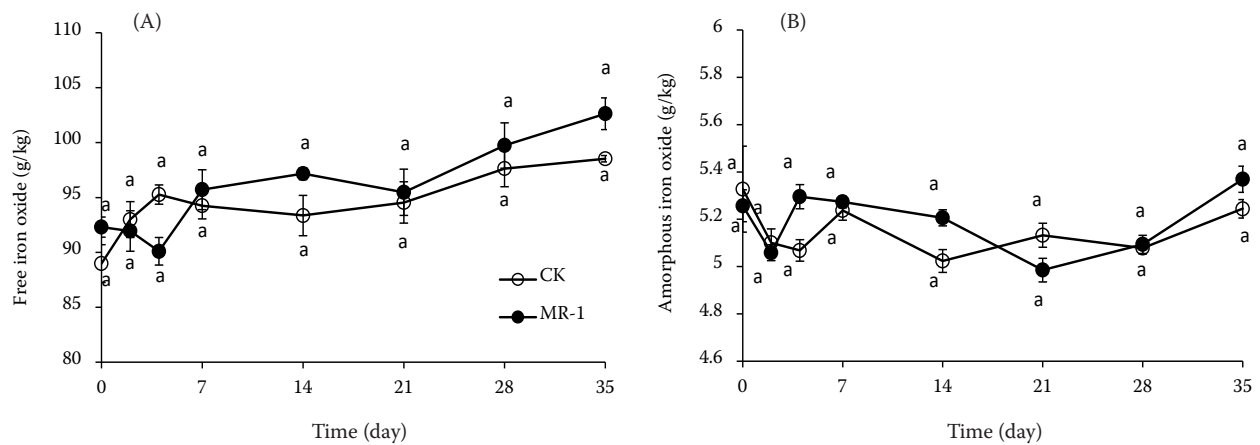 (A)
110
105
100
95
90
85
80
Free iron oxide (g/kg)
a a a a a a a a
a a a a a a a a
CK
MR-1
0 7 14 21 28 35
Time (day)
(B)
6
5.8
5.6
5.4
5.2
5
4.8
4.6
Amorphous iron oxide (g/kg)
a a a a a a a a
a a a a a a a a
0 7 14 21 28 35
Time (day)